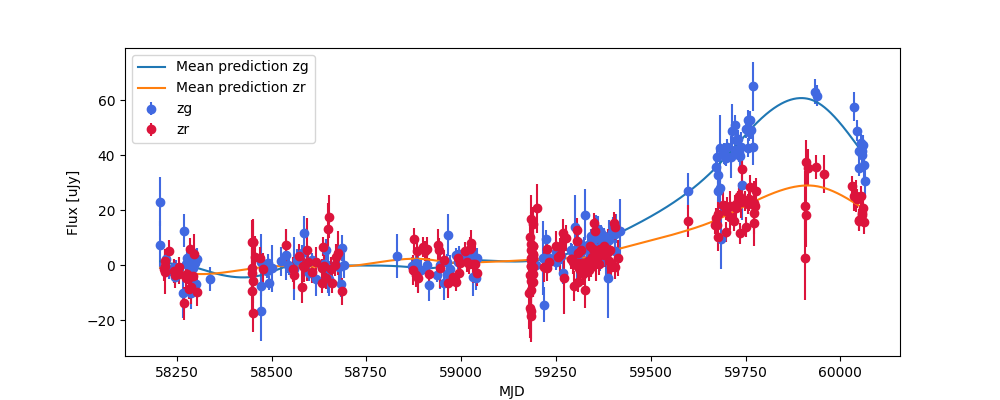 Mean prediction zg
Mean prediction zr
zg
zr
Flux [uJy]
60
40
20
0
−20
58250 58500 58750 59000 59250 59500 59750 60000
MJD